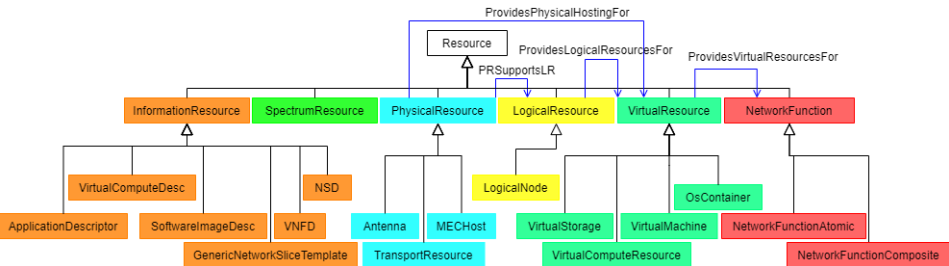 ProvidesPhysicalHostingFor
Resource
ProvidesLogicalResourcesFor
ProvidesVirtualResourcesFor
PRSupportsLR
InformationResource
SpectrumResource
PhysicalResource
LogicalResource
VirtualResource
NetworkFunction
VirtualComputeDesc
NSD
LogicalNode
OsContainer
ApplicationDescriptor
SoftwareImageDesc
VNFD
Antenna
MECHost
VirtualStorage
VirtualMachine
NetworkFunctionAtomic
GenericNetworkSliceTemplate
TransportResource
VirtualComputeResource
NetworkFunctionComposite